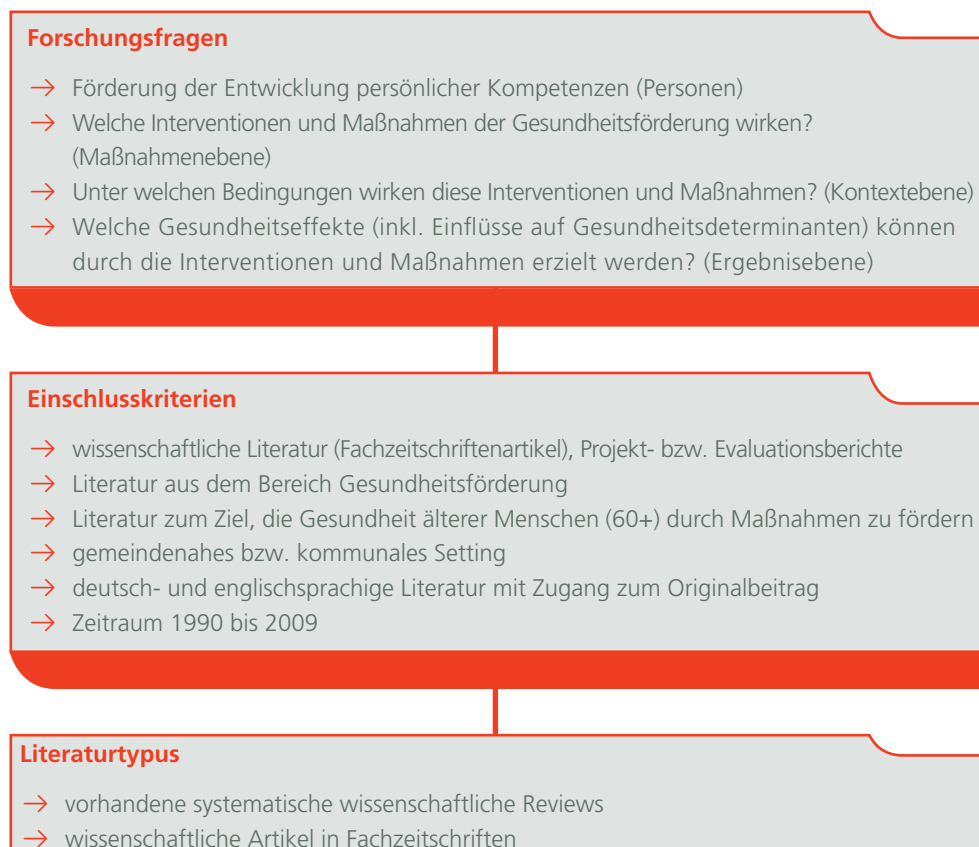 Forschungsfragen
→ Förderung der Entwicklung persönlicher Kompetenzen (Personen)
→ Welche Interventionen und Maßnahmen der Gesundheitsförderung wirken?
(Maßnahmenebene)
→ Unter welchen Bedingungen wirken diese Interventionen und Maßnahmen? (Kontextebene)
→ Welche Gesundheitseffekte (inkl. Einflüsse auf Gesundheitsdeterminanten) können
durch die Interventionen und Maßnahmen erzielt werden? (Ergebnisebene)
Einschlusskriterien
→ wissenschaftliche Literatur (Fachzeitschriftenartikel), Projekt- bzw. Evaluationsberichte
→ Literatur aus dem Bereich Gesundheitsförderung
→ Literatur zum Ziel, die Gesundheit älterer Menschen (60+) durch Maßnahmen zu fördern
→ gemeindenahes bzw. kommunales Setting
→ deutsch- und englischsprachige Literatur mit Zugang zum Originalbeitrag
→ Zeitraum 1990 bis 2009
Literaturtypus
→ vorhandene systematische wissenschaftliche Reviews
→ wissenschaftliche Artikel in Fachzeitschriften